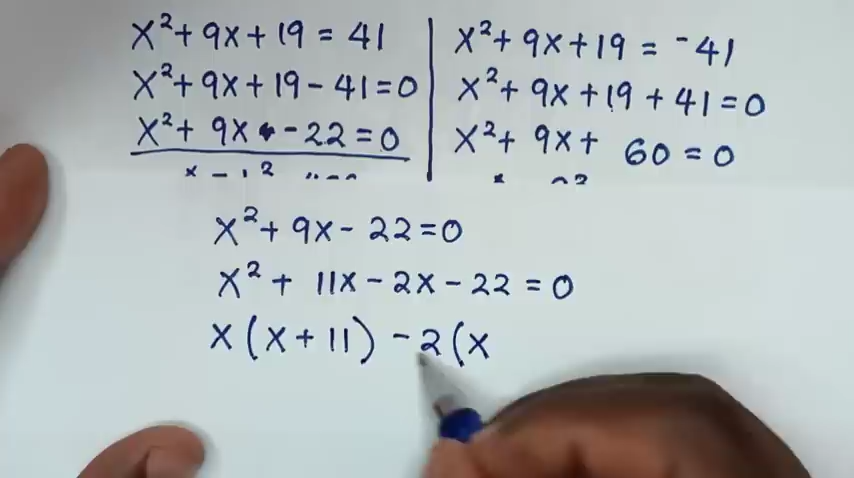 x²+ 9x + 19 = 41
x²+ 9x + 19 - 41 = 0
x²+ 9x - 22 = 0
x²+ 9x + 19 = -41
x²+ 9x + 19 + 41 = 0
x²+ 9x + 60 = 0
x²+ 9x - 22 = 0
x² + 11x - 2x - 22 = 0
x (x + 11) - 2 (x